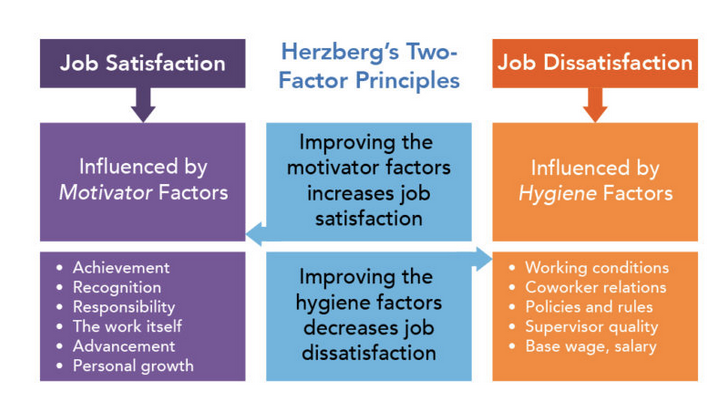 Job Satisfaction
Herzberg's Two-
Factor Principles
Job Dissatisfaction
Influenced by
Motivator Factors
Improving the
motivator factors
increases job
satisfaction
Influenced by
Hygiene Factors
• Achievement
• Recognition
• Responsibility
• The work itself
• Advancement
• Personal growth
Improving the
hygiene factors
decreases job
dissatisfaction
• Working conditions
• Coworker relations
• Policies and rules
• Supervisor quality
• Base wage, salary